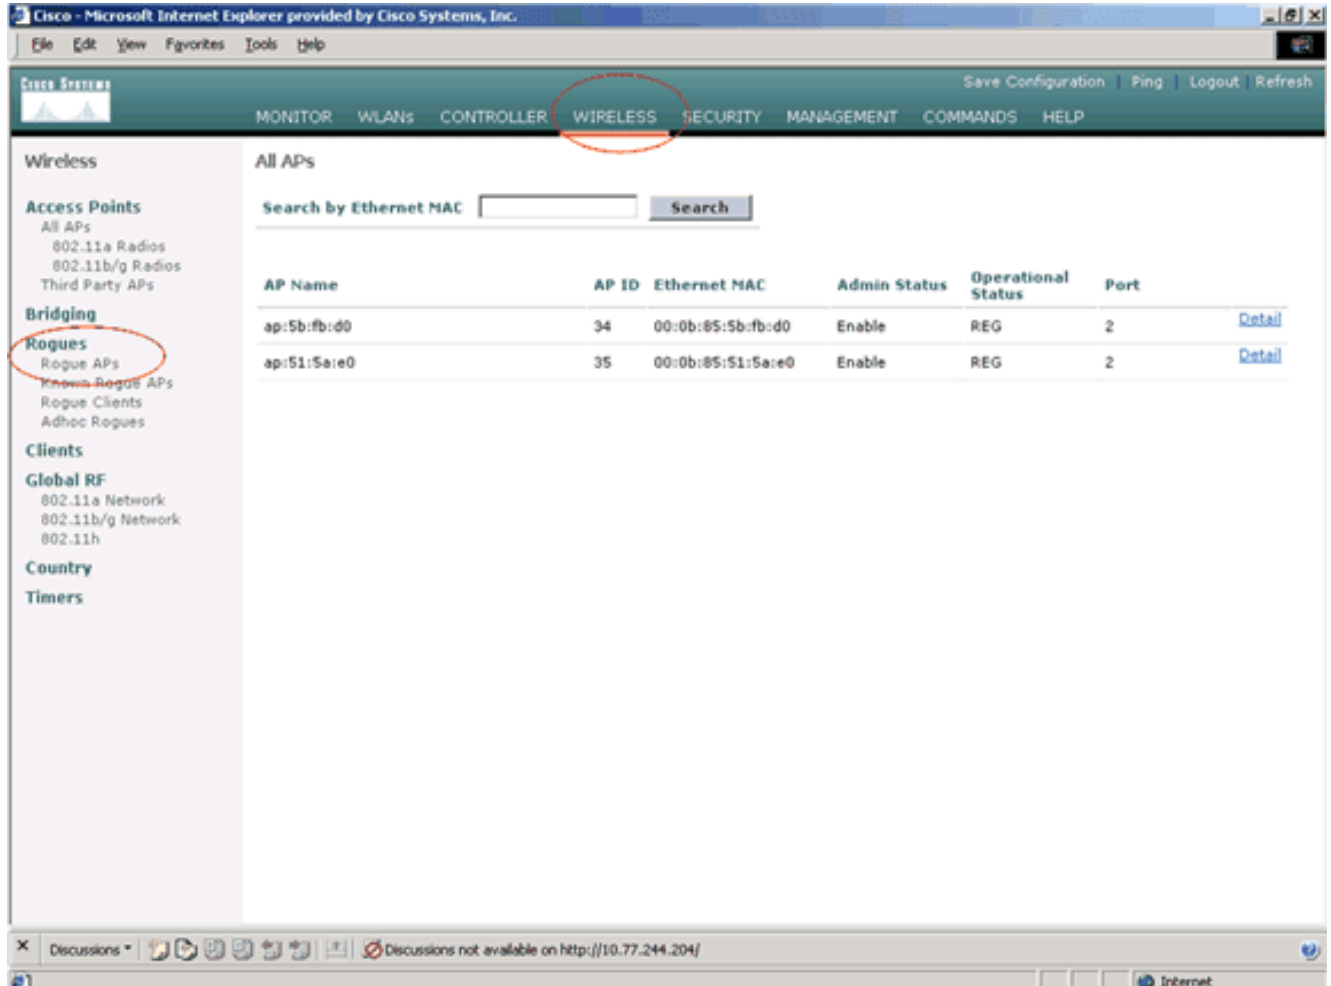 Cisco - Microsoft Internet Explorer provided by Cisco Systems, Inc.
File Edit View Favorites Tools Help
Cisco Systems
Save Configuration | Ping | Logout | Refresh
MONITOR WLANs CONTROLLER WIRELESS SECURITY MANAGEMENT COMMANDS HELP
Wireless
Access Points
All APs
802.11a Radios
802.11b/g Radios
Third Party APs
Bridging
Rogues
Rogue APs
Known Rogue APs
Rogue Clients
Adhoc Rogues
Clients
Global RF
802.11a Network
802.11b/g Network
802.11h
Country
Timers
All APs
Search by Ethernet MAC Search
AP Name AP ID Ethernet MAC Admin Status Operational Status Port
ap:5b:fb:d0 34 00:0b:85:5b:fb:d0 Enable REG 2 Detail
ap:51:5a:e0 35 00:0b:85:51:5a:e0 Enable REG 2 Detail
Discussions Discussions not available on http://10.77.244.204/
Internet